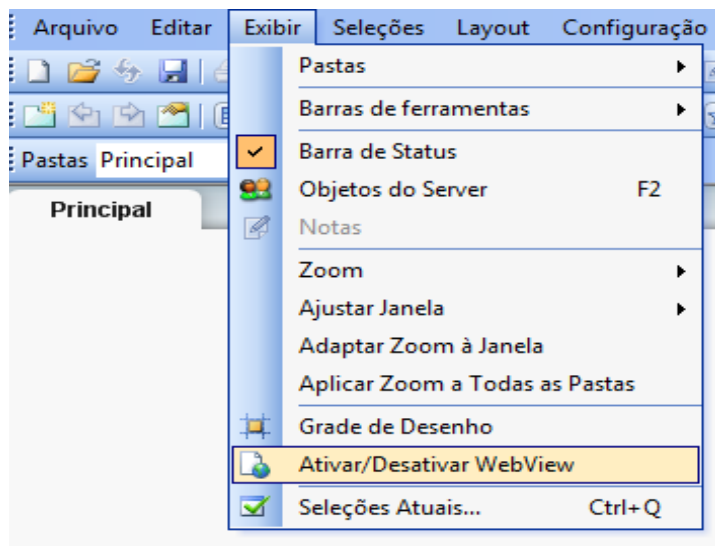 Arquivo Editar Exibir Seleções Layout Configuração
Pastas
Barras de ferramentas
Pastas Principal
Barra de Status
Objetos do Server F2
Principal
Notas
Zoom
Ajustar Janela
Adaptar Zoom à Janela
Aplicar Zoom a Todas as Pastas
Grade de Desenho
Ativar/Desativar WebView
Seleções Atuais... Ctrl+Q